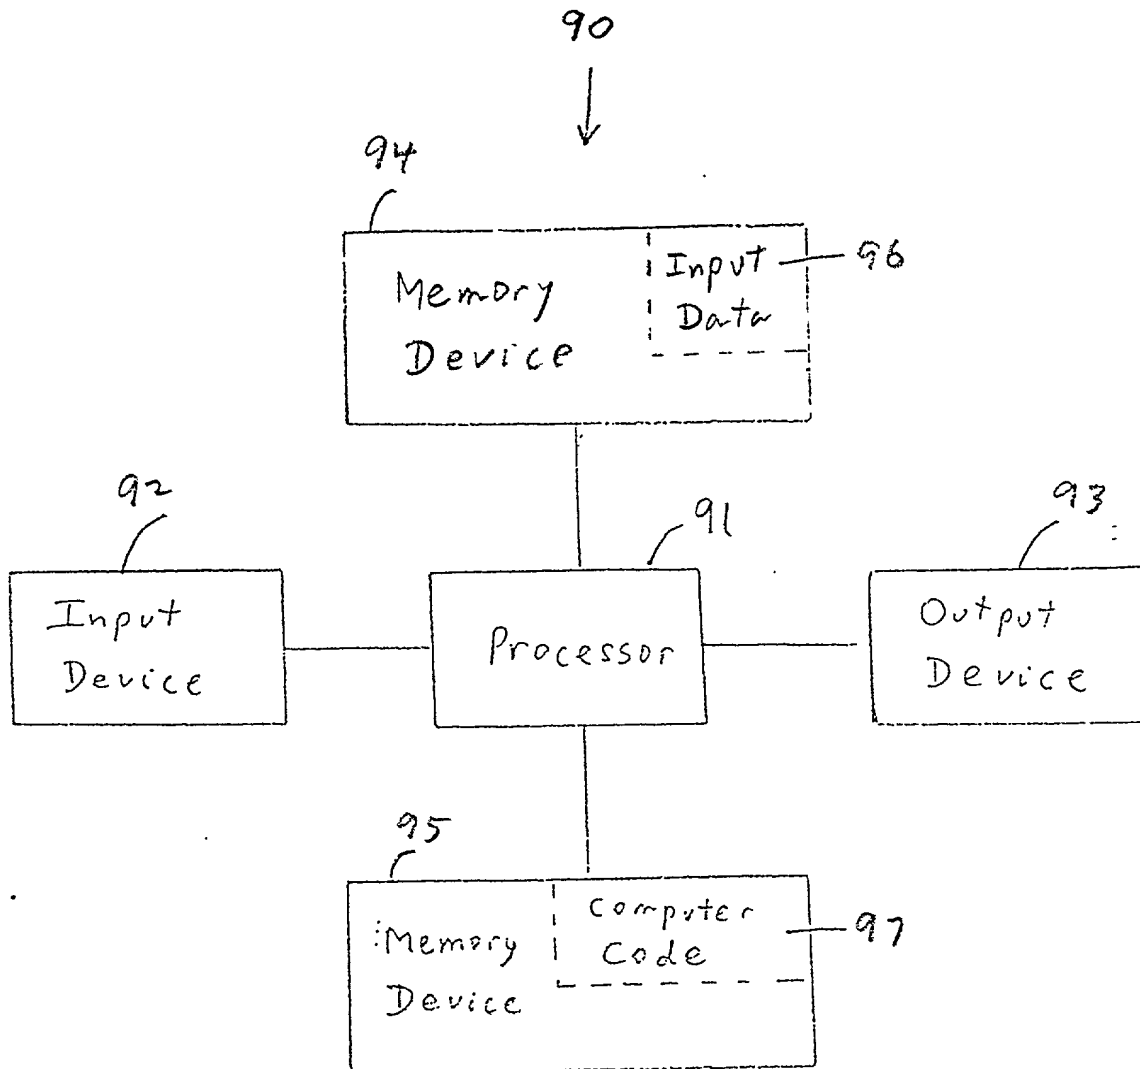 90
94
Input
Data
96
Memory
Device
92
Input
Device
91
Processor
93
Output
Device
95
Memory
Device
Computer
Code
97